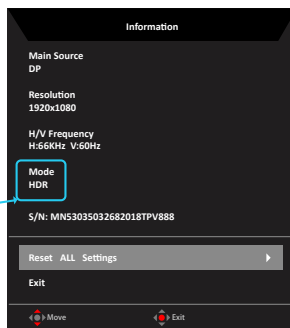 Information
Main Source
DP
Resolution
1920x1080
H/V Frequency
H:66KHz V:60Hz
Mode
HDR
S/N: MN53035032682018TPV888
Reset ALL Settings
Exit
Move Exit